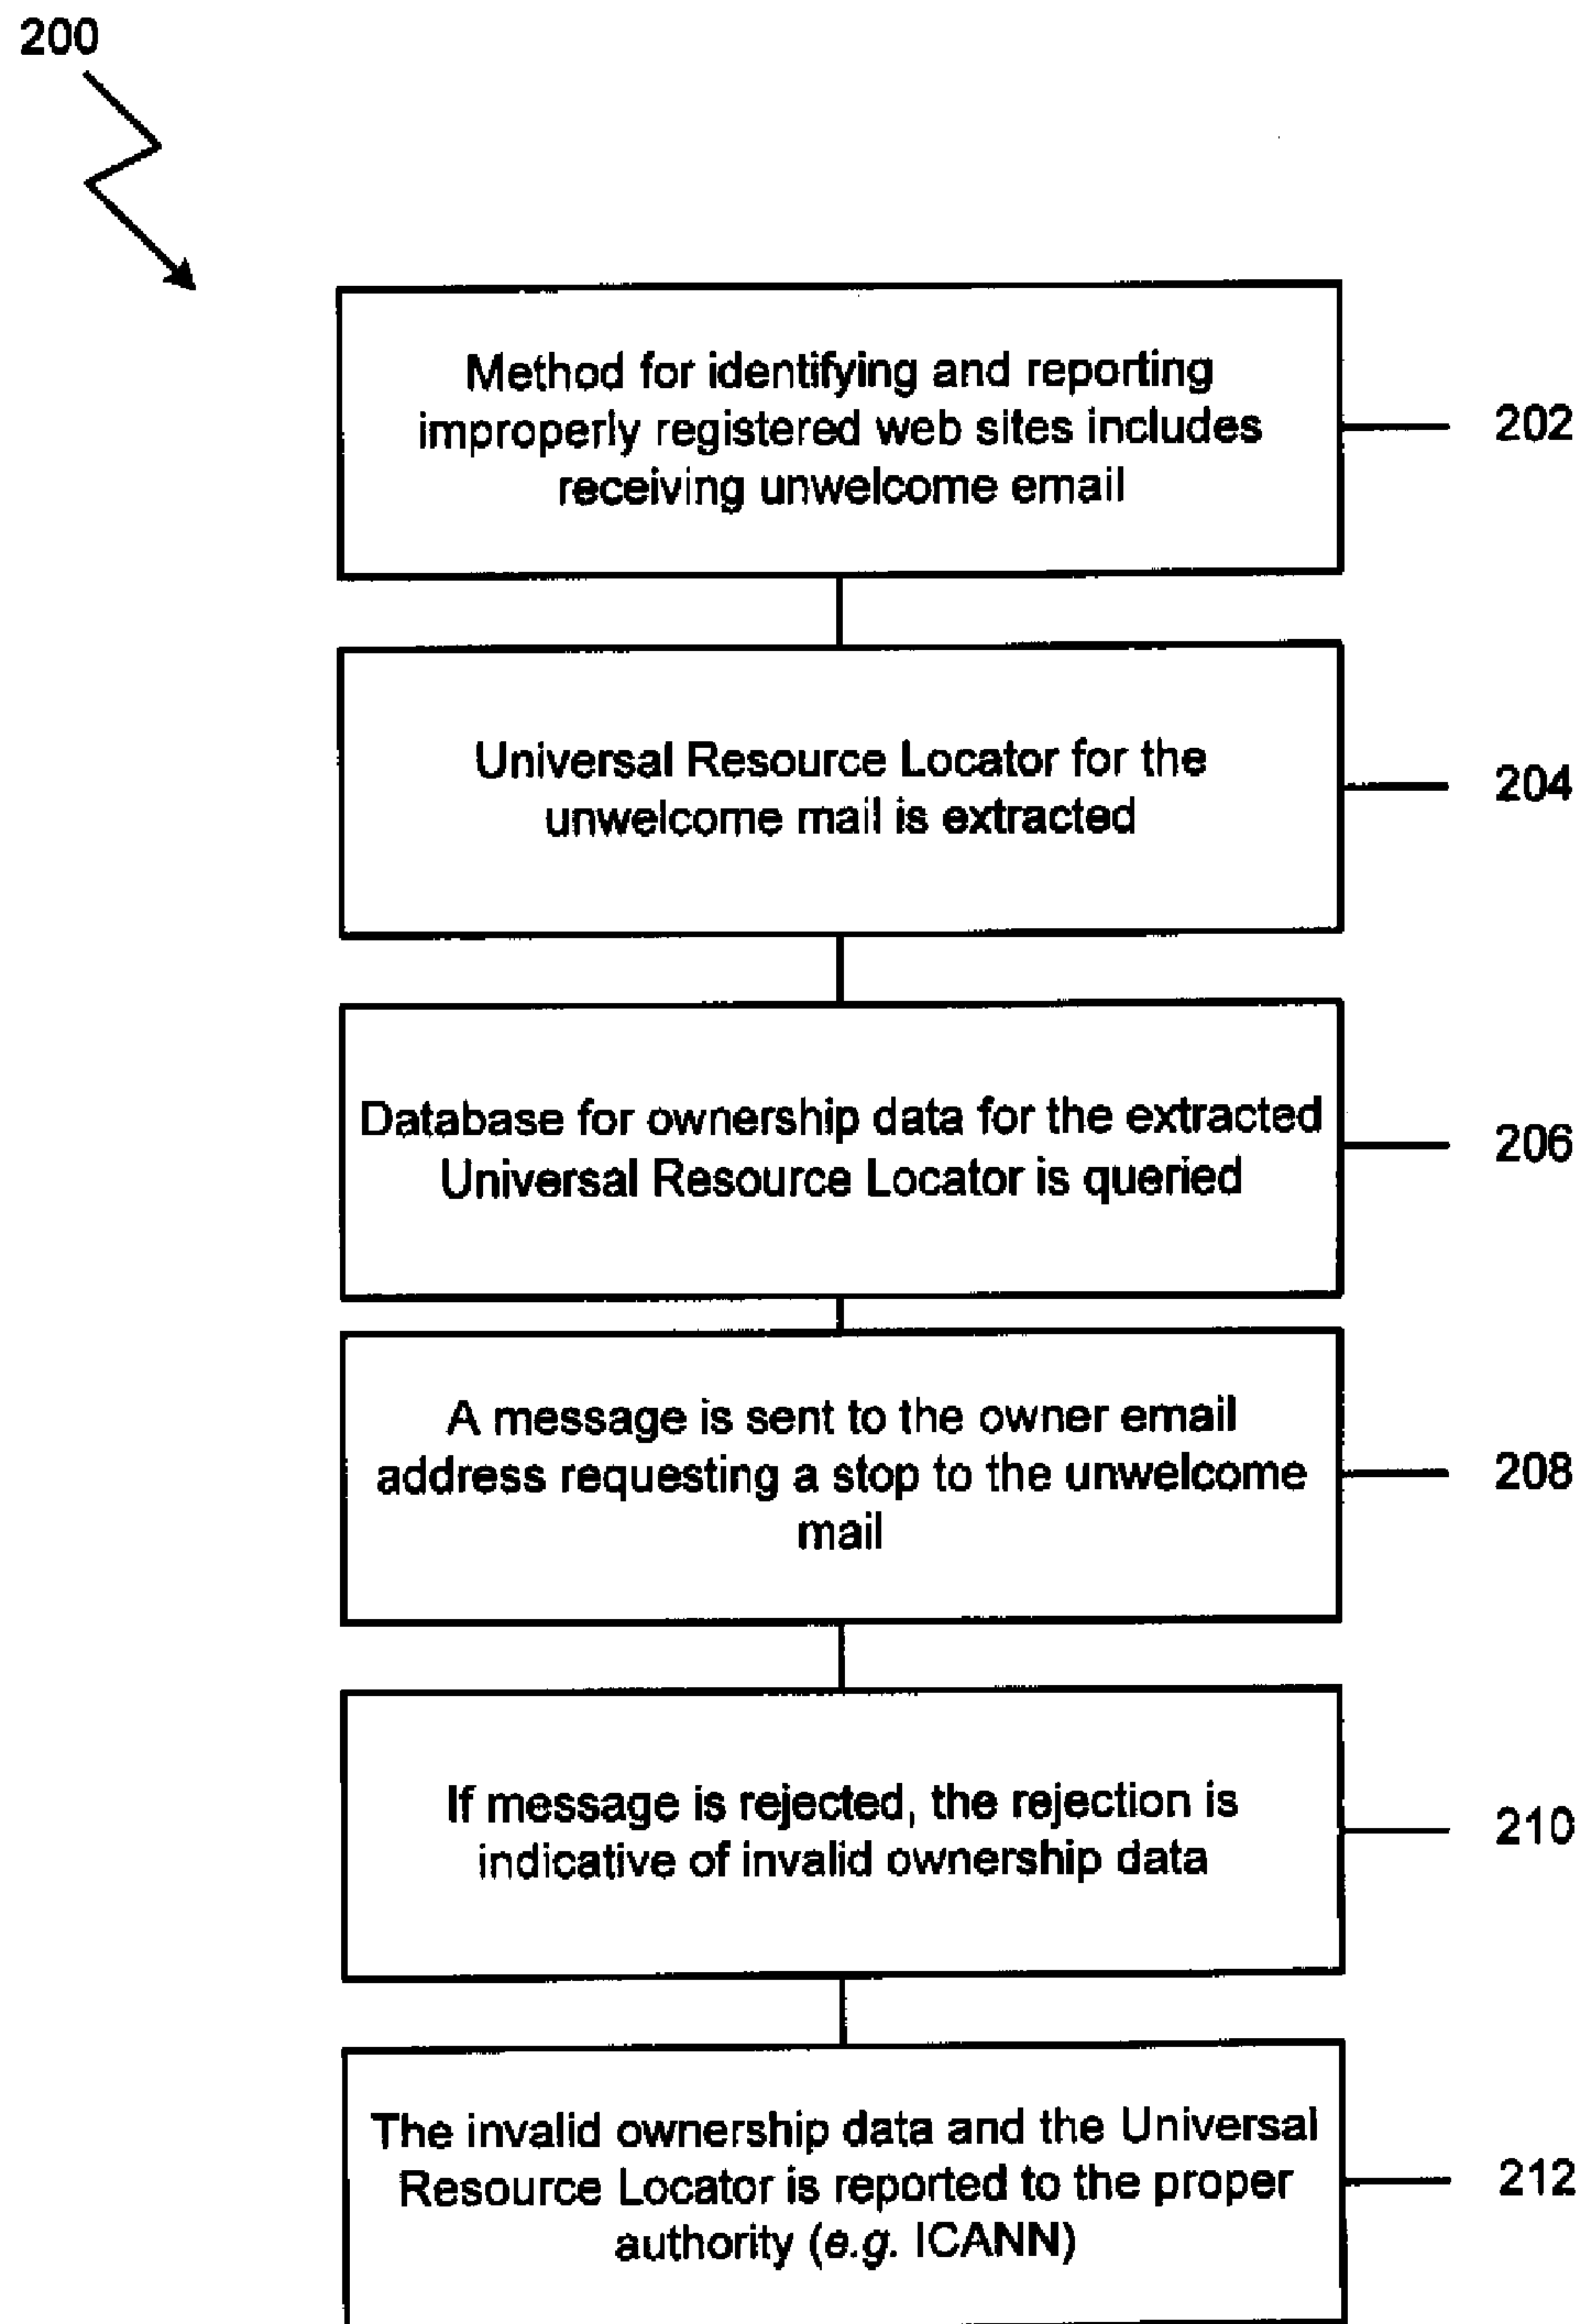 200
Method for identifying and reporting
improperly registered web sites includes
receiving unwelcome email
202
Universal Resource Locator for the
unwelcome mail is extracted
204
Database for ownership data for the extracted
Universal Resource Locator is queried
206
A message is sent to the owner email
address requesting a stop to the unwelcome
mail
208
If message is rejected, the rejection is
indicative of invalid ownership data
210
The invalid ownership data and the Universal
Resource Locator is reported to the proper
authority (e.g. ICANN)
212